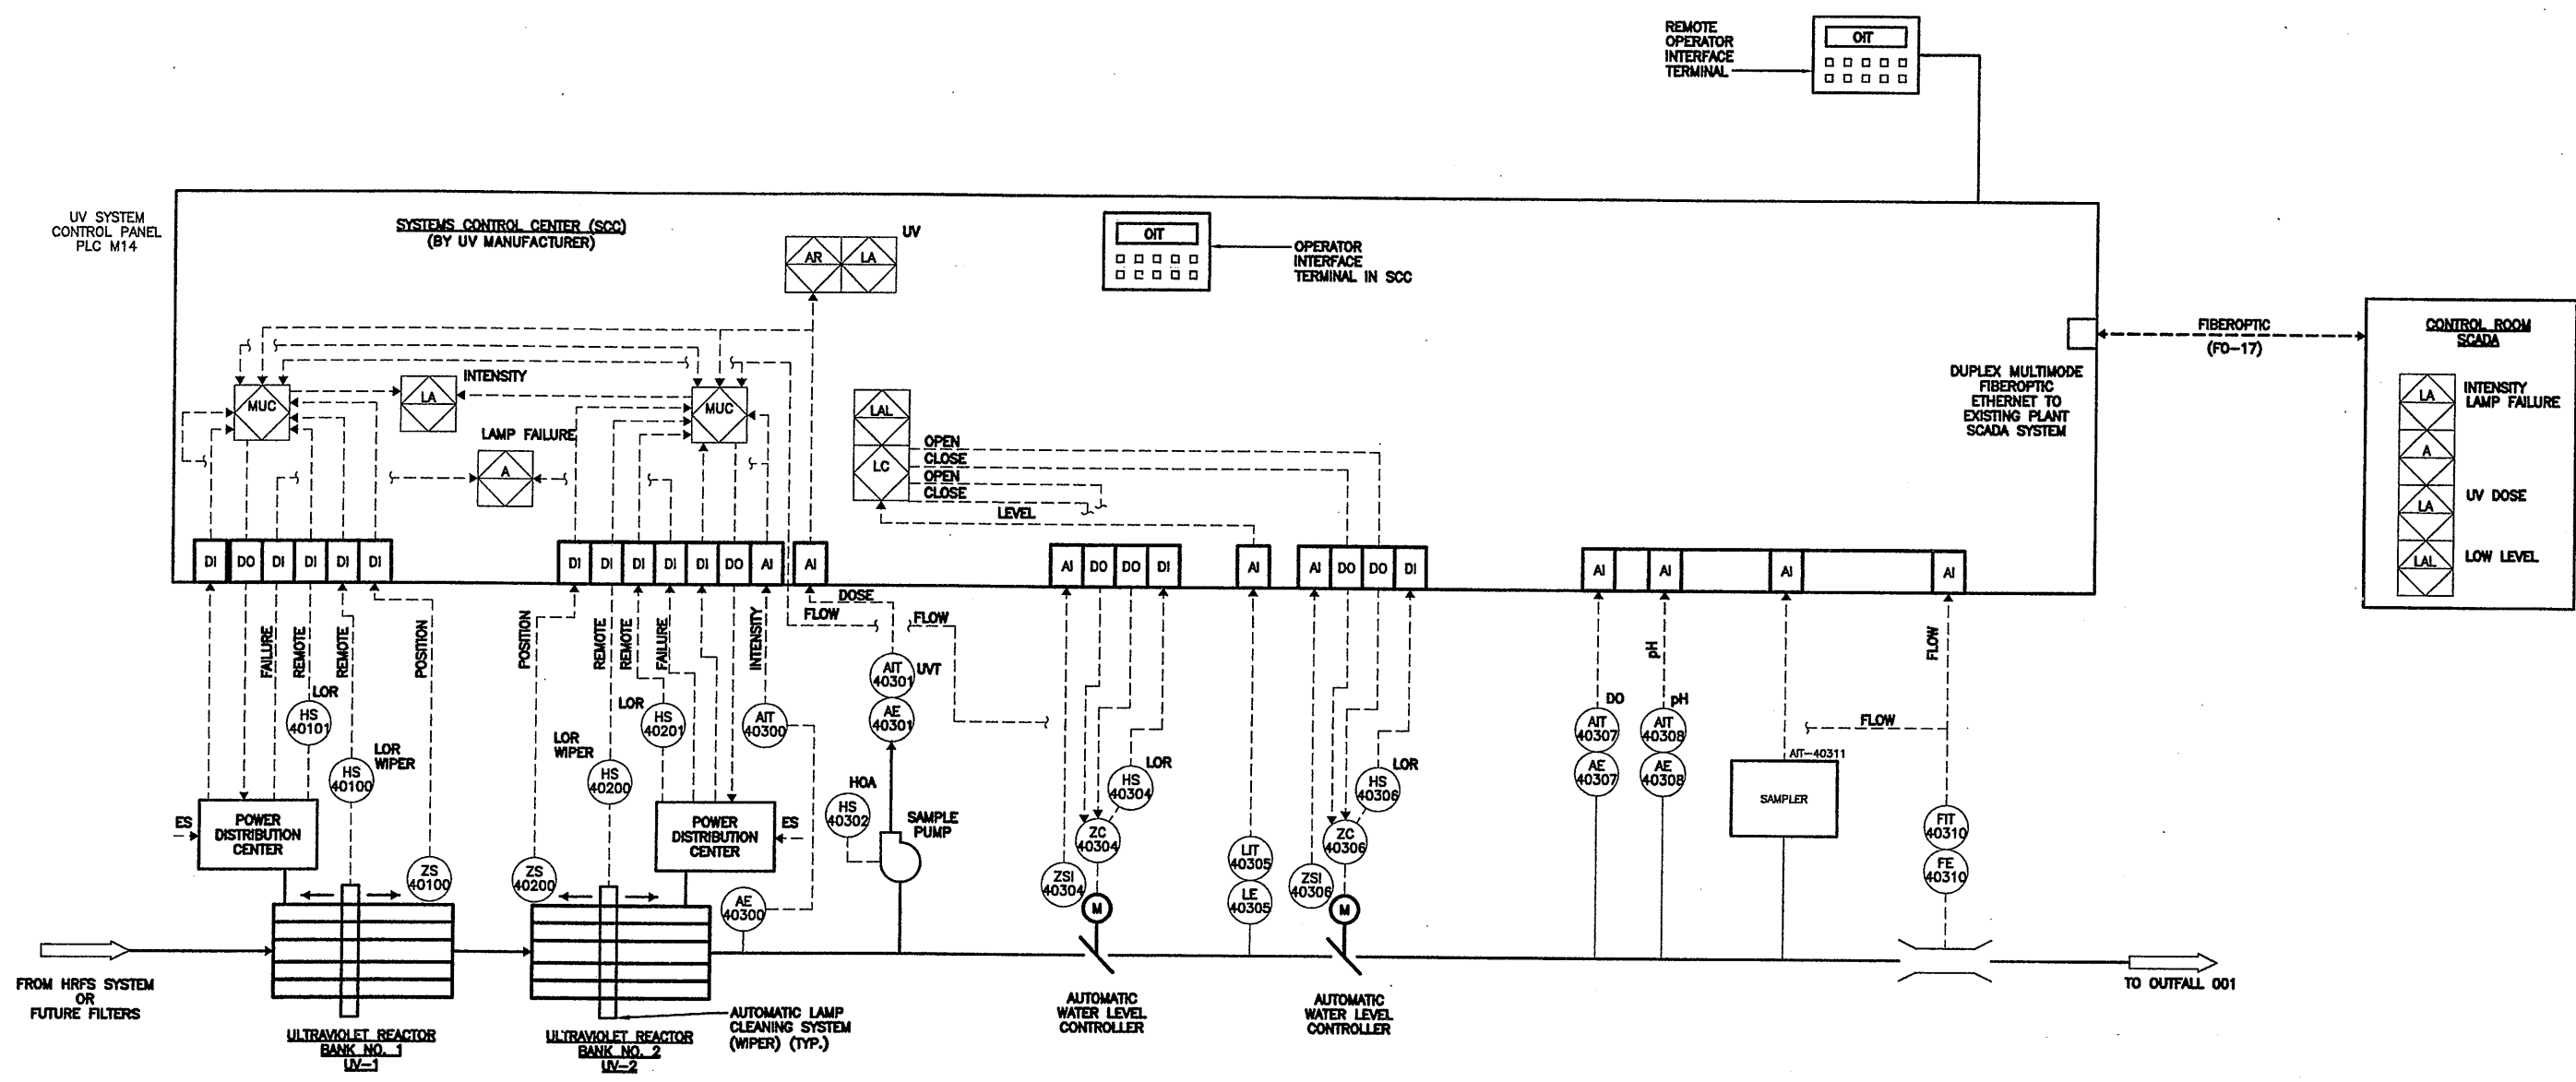 REMOTE
OPERATOR
INTERFACE
TERMINAL
OIT
UV SYSTEM
CONTROL PANEL
PLC M14
SYSTEMS CONTROL CENTER (SCC)
(BY UV MANUFACTURER)
AR
LA
UV
OIT
OPERATOR
INTERFACE
TERMINAL IN SCC
FIBEROPTIC
(FO-17)
CONTROL ROOM
SCADA
LA
INTENSITY
LAMP FAILURE
A
LA
UV DOSE
LAL
LOW LEVEL
DUPLEX MULTIMODE
FIBEROPTIC
ETHERNET TO
EXISTING PLANT
SCADA SYSTEM
MUC
LA
INTENSITY
MUC
LAMP FAILURE
A
LAL
LC
OPEN
CLOSE
OPEN
CLOSE
LEVEL
DI
DO
DI
DI
DI
DI
DI
DI
DI
DI
DI
DO
AI
AI
AI
DO
DO
DI
AI
AI
DO
DO
DI
AI
AI
AI
AI
FAILURE
REMOTE
REMOTE
POSITION
POSITION
REMOTE
REMOTE
FAILURE
INTENSITY
DOSE
FLOW
FLOW
pH
FLOW
LOR
HS
40101
LOR
WIPER
HS
40100
LOR
HS
40201
LOR
WIPER
HS
40200
AIT
40300
AIT
40301
UVT
AE
40301
HOA
HS
40302
SAMPLE
PUMP
LOR
HS
40304
ZC
40304
ZSI
40304
M
LIT
40305
LE
40305
LOR
HS
40306
ZC
40306
ZSI
40306
M
DO
AIT
40307
AE
40307
pH
AIT
40308
AE
40308
AIT-40311
SAMPLER
FLOW
FIT
40310
FE
40310
ES
POWER
DISTRIBUTION
CENTER
ZS
40100
ZS
40200
POWER
DISTRIBUTION
CENTER
ES
AE
40300
FROM HRFS SYSTEM
OR
FUTURE FILTERS
ULTRAVIOLET REACTOR
BANK NO. 1
UV-1
ULTRAVIOLET REACTOR
BANK NO. 2
UV-2
AUTOMATIC LAMP
CLEANING SYSTEM
(WIPER) (TYP.)
AUTOMATIC
WATER LEVEL
CONTROLLER
AUTOMATIC
WATER LEVEL
CONTROLLER
TO OUTFALL 001